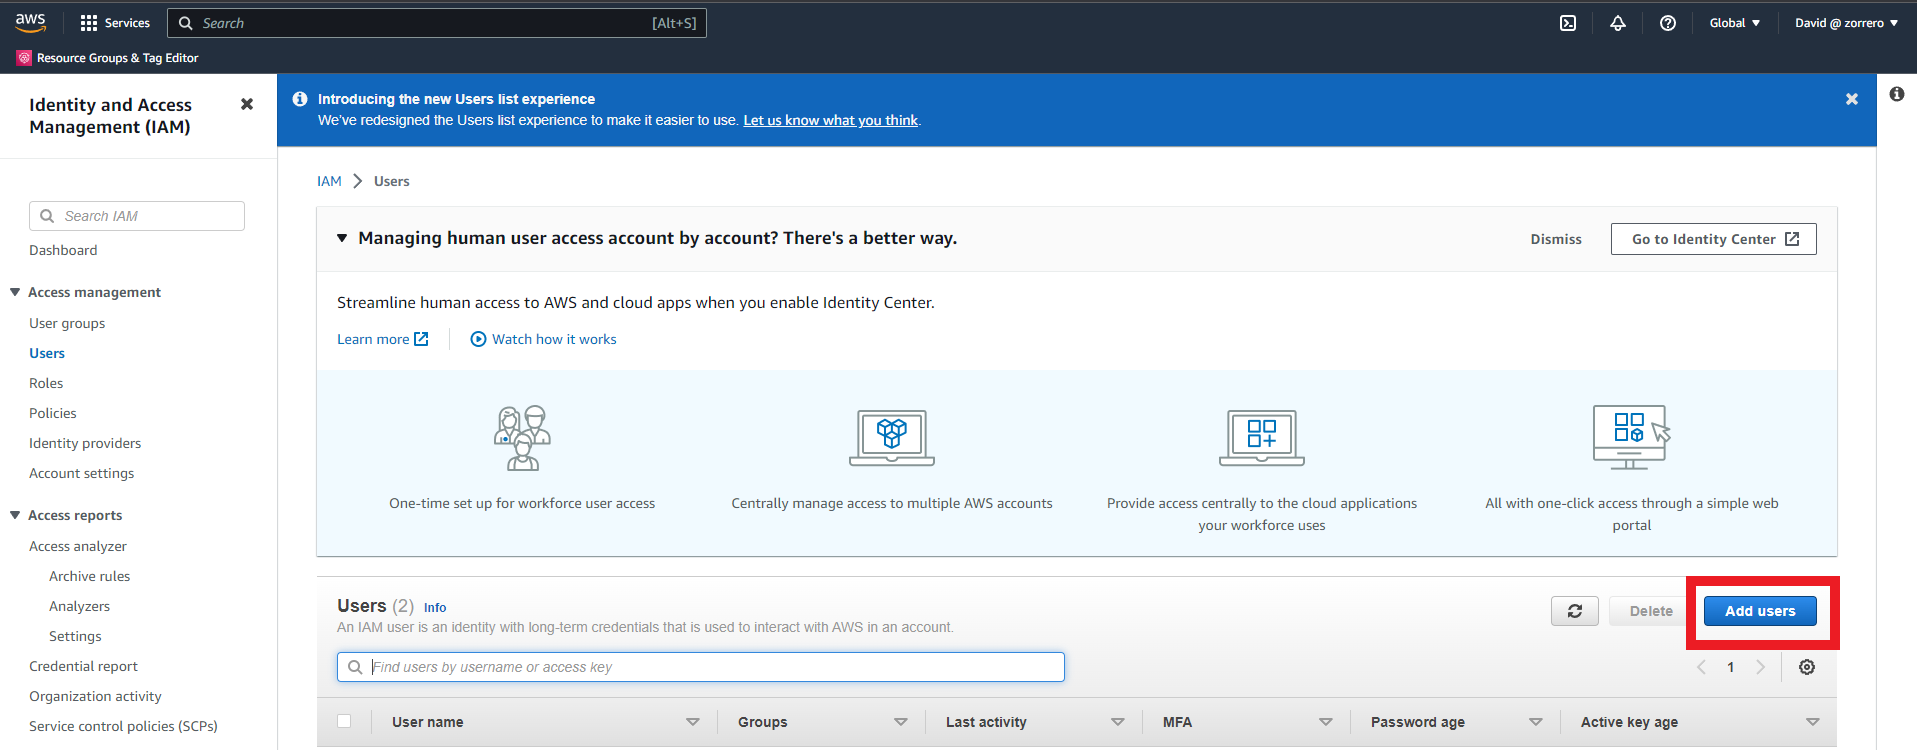 aws
Services
Search
[Alt+S]
Global
David @ zorrero
Resource Groups & Tag Editor
Identity and Access
Management (IAM)
Search IAM
Dashboard
Access management
User groups
Users
Roles
Policies
Identity providers
Account settings
Access reports
Access analyzer
Archive rules
Analyzers
Settings
Credential report
Organization activity
Service control policies (SCPs)
Introducing the new Users list experience
We've redesigned the Users list experience to make it easier to use. Let us know what you think.
IAM > Users
Managing human user access account by account? There's a better way.
Dismiss
Go to Identity Center
Streamline human access to AWS and cloud apps when you enable Identity Center.
Learn more
Watch how it works
One-time set up for workforce user access
Centrally manage access to multiple AWS accounts
Provide access centrally to the cloud applications
your workforce uses
All with one-click access through a simple web
portal
Users (2) Info
An IAM user is an identity with long-term credentials that is used to interact with AWS in an account.
Delete
Add users
Find users by username or access key
1
User name
Groups
Last activity
MFA
Password age
Active key age